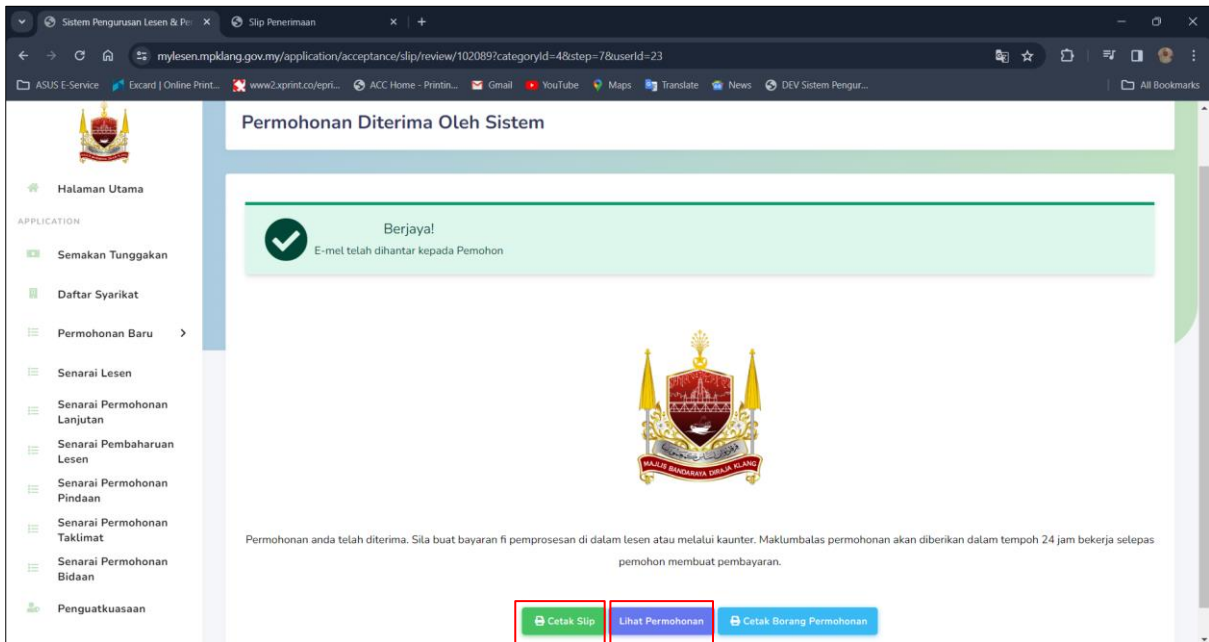 Sistem Pengurusan Lesen & Per
Slip Penerimaan
mylesen.mpklang.gov.my/application/acceptance/slip/review/102089?categoryId=4&step=7&userId=23
ASUS E-Service
Excard | Online Print...
www2.xprint.co/epri...
ACC Home - Printin...
Gmail
YouTube
Maps
Translate
News
DEV Sistem Pengur...
All Bookmarks
Permohonan Diterima Oleh Sistem
Halaman Utama
APPLICATION
Semakan Tunggakan
Daftar Syarikat
Permohonan Baru
Senarai Lesen
Senarai Permohonan
Lanjutan
Senarai Pembaharuan
Lesen
Senarai Permohonan
Pindaan
Senarai Permohonan
Taklimat
Senarai Permohonan
Bidaan
Penguatkuasaan
Berjaya!
E-mel telah dihantar kepada Pemohon
MAJLIS BANDARAYA DIRAJA KLANG
Permohonan anda telah diterima. Sila buat bayaran fi pemprosesan di dalam lesen atau melalui kaunter. Maklumbalas permohonan akan diberikan dalam tempoh 24 jam bekerja selepas
pemohon membuat pembayaran.
Cetak Slip
Lihat Permohonan
Cetak Borang Permohonan